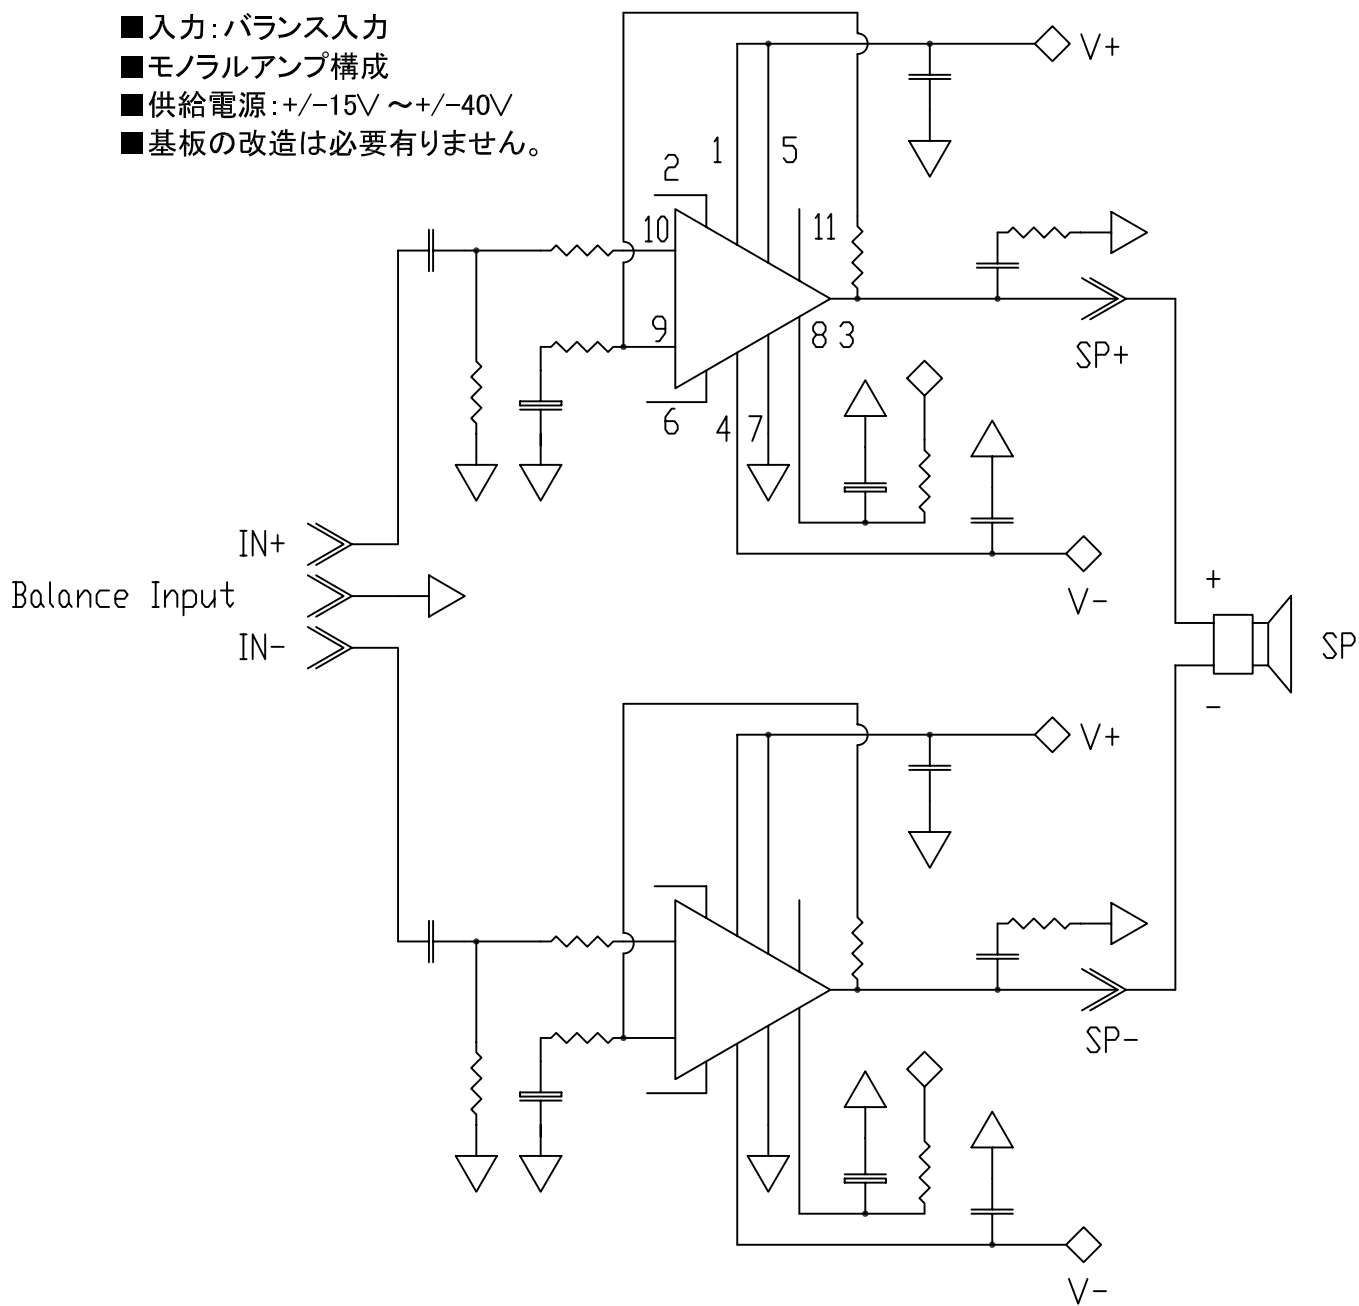 ■入力:バランス入力
■モノラルアンプ構成
■供給電源:+/-15V ～+/-40V
■基板の改造は必要有りません。
V+
1
5
2
10
11
9
8 3
SP+
6
4 7
IN+
Balance Input
IN-
V-
+
SP
-
V+
SP-
V-